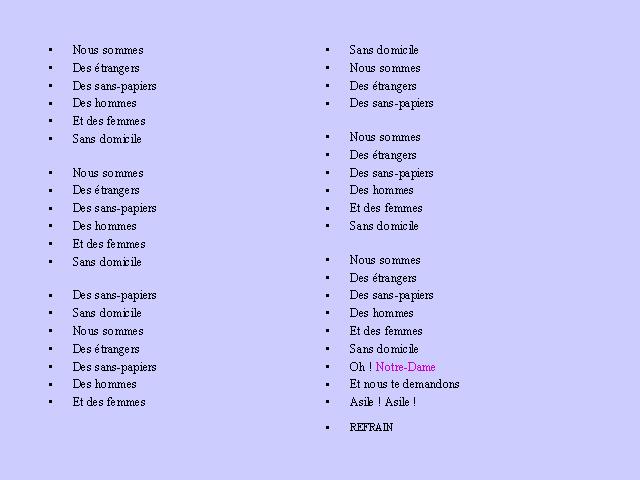 • Nous sommes
• Des étrangers
• Des sans-papiers
• Des hommes
• Et des femmes
• Sans domicile
• Nous sommes
• Des étrangers
• Des sans-papiers
• Des hommes
• Et des femmes
• Sans domicile
• Des sans-papiers
• Sans domicile
• Nous sommes
• Des étrangers
• Des sans-papiers
• Des hommes
• Et des femmes
• Sans domicile
• Nous sommes
• Des étrangers
• Des sans-papiers
• Nous sommes
• Des étrangers
• Des sans-papiers
• Des hommes
• Et des femmes
• Sans domicile
• Nous sommes
• Des étrangers
• Des sans-papiers
• Des hommes
• Et des femmes
• Sans domicile
• Oh ! Notre-Dame
• Et nous te demandons
• Asile ! Asile !
• REFRAIN